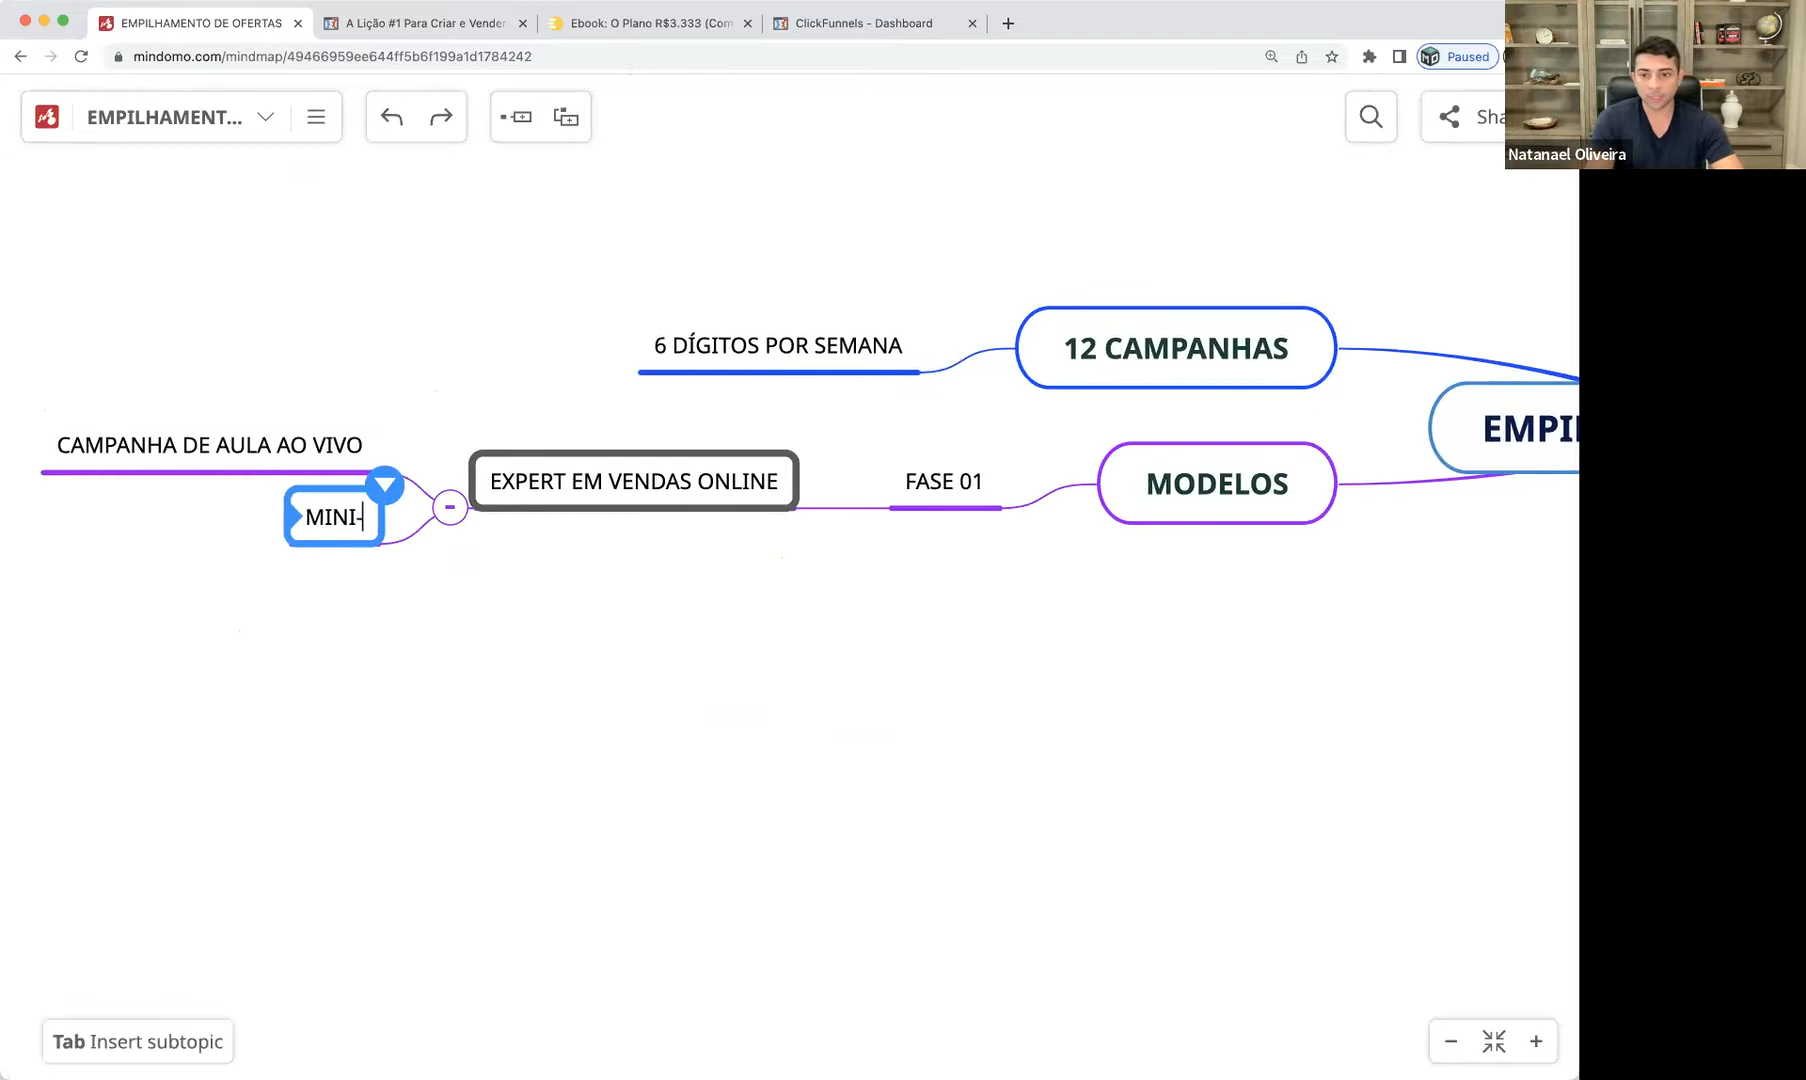 EMPILHAMENTO DE OFERTAS
A Lição #1 Para Criar e Vender
Ebook: O Plano R$3.333 (Com
ClickFunnels - Dashboard
mindomo.com/mindmap/49466959ee644ff5b6f199a1d1784242
Paused
EMPILHAMENT...
Sha
Natanael Oliveira
6 DÍGITOS POR SEMANA
12 CAMPANHAS
EMPI
CAMPANHA DE AULA AO VIVO
EXPERT EM VENDAS ONLINE
FASE 01
MODELOS
MINI-
Tab Insert subtopic